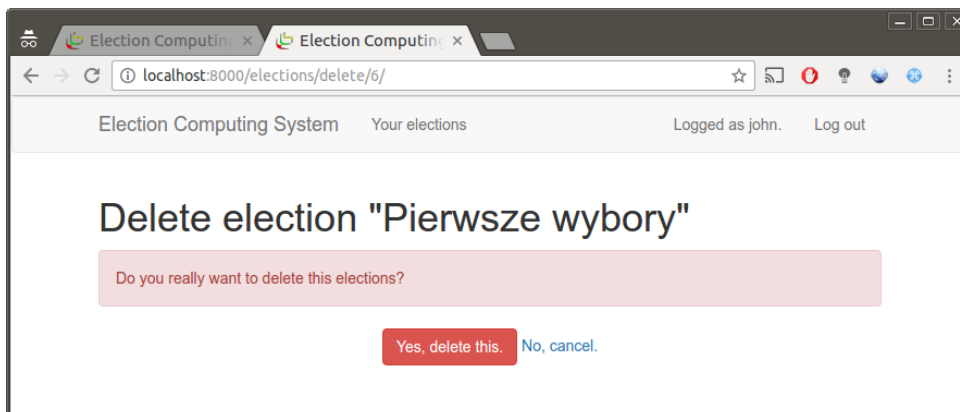 Election Computing
Election Computing
localhost:8000/elections/delete/6/
Election Computing System Your elections Logged as john. Log out
Delete election "Pierwsze wybory"
Do you really want to delete this elections?
Yes, delete this. No, cancel.